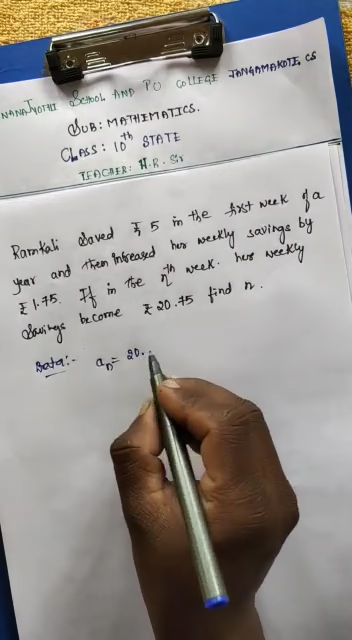 NANAJYOTHI SCHOOL AND PU COLLEGE JANGAMAKOTE, CS
SUB: MATHEMATICS.
CLASS: 10th STATE
TEACHER: H.R. Sir
Ramkali Saved ₹ 5 in the first week of a
year and then Increased her weekly savings by
₹ 1.75. If in the nth week. her weekly
Savings become ₹ 20.75 find n.
Data:- an = 20.